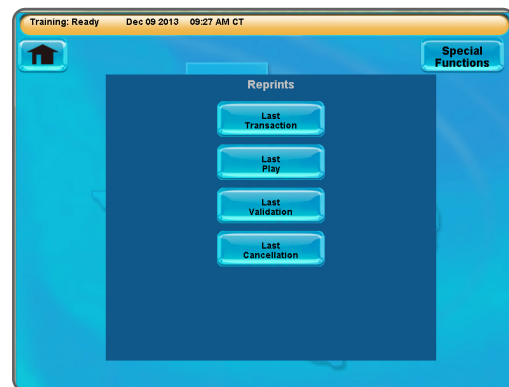 Training: Ready Dec 09 2013 09:27 AM CT
Special
Functions
Reprints
Last
Transaction
Last
Play
Last
Validation
Last
Cancellation